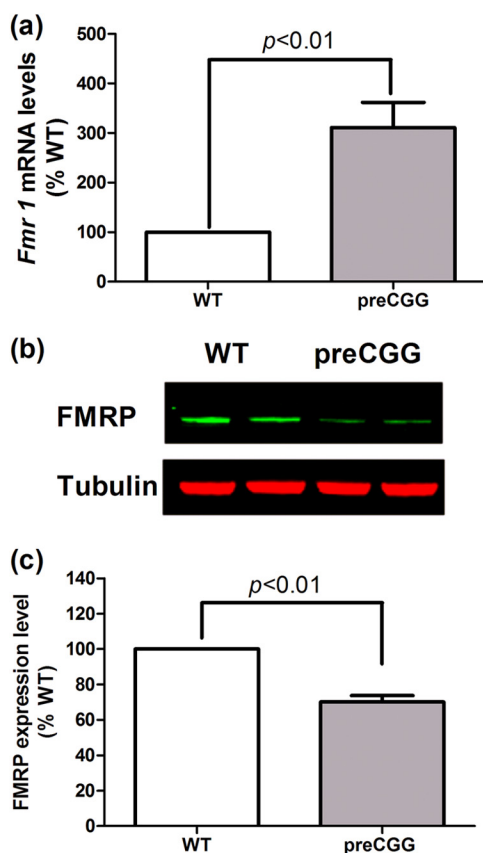 (a)
p<0.01
Fmr 1 mRNA levels
(% WT)
500
400
300
200
100
0
WT
preCGG
(b)
WT preCGG
FMRP
Tubulin
(c)
p<0.01
FMRP expression level
(% WT)
140
120
100
80
60
40
20
0
WT
preCGG